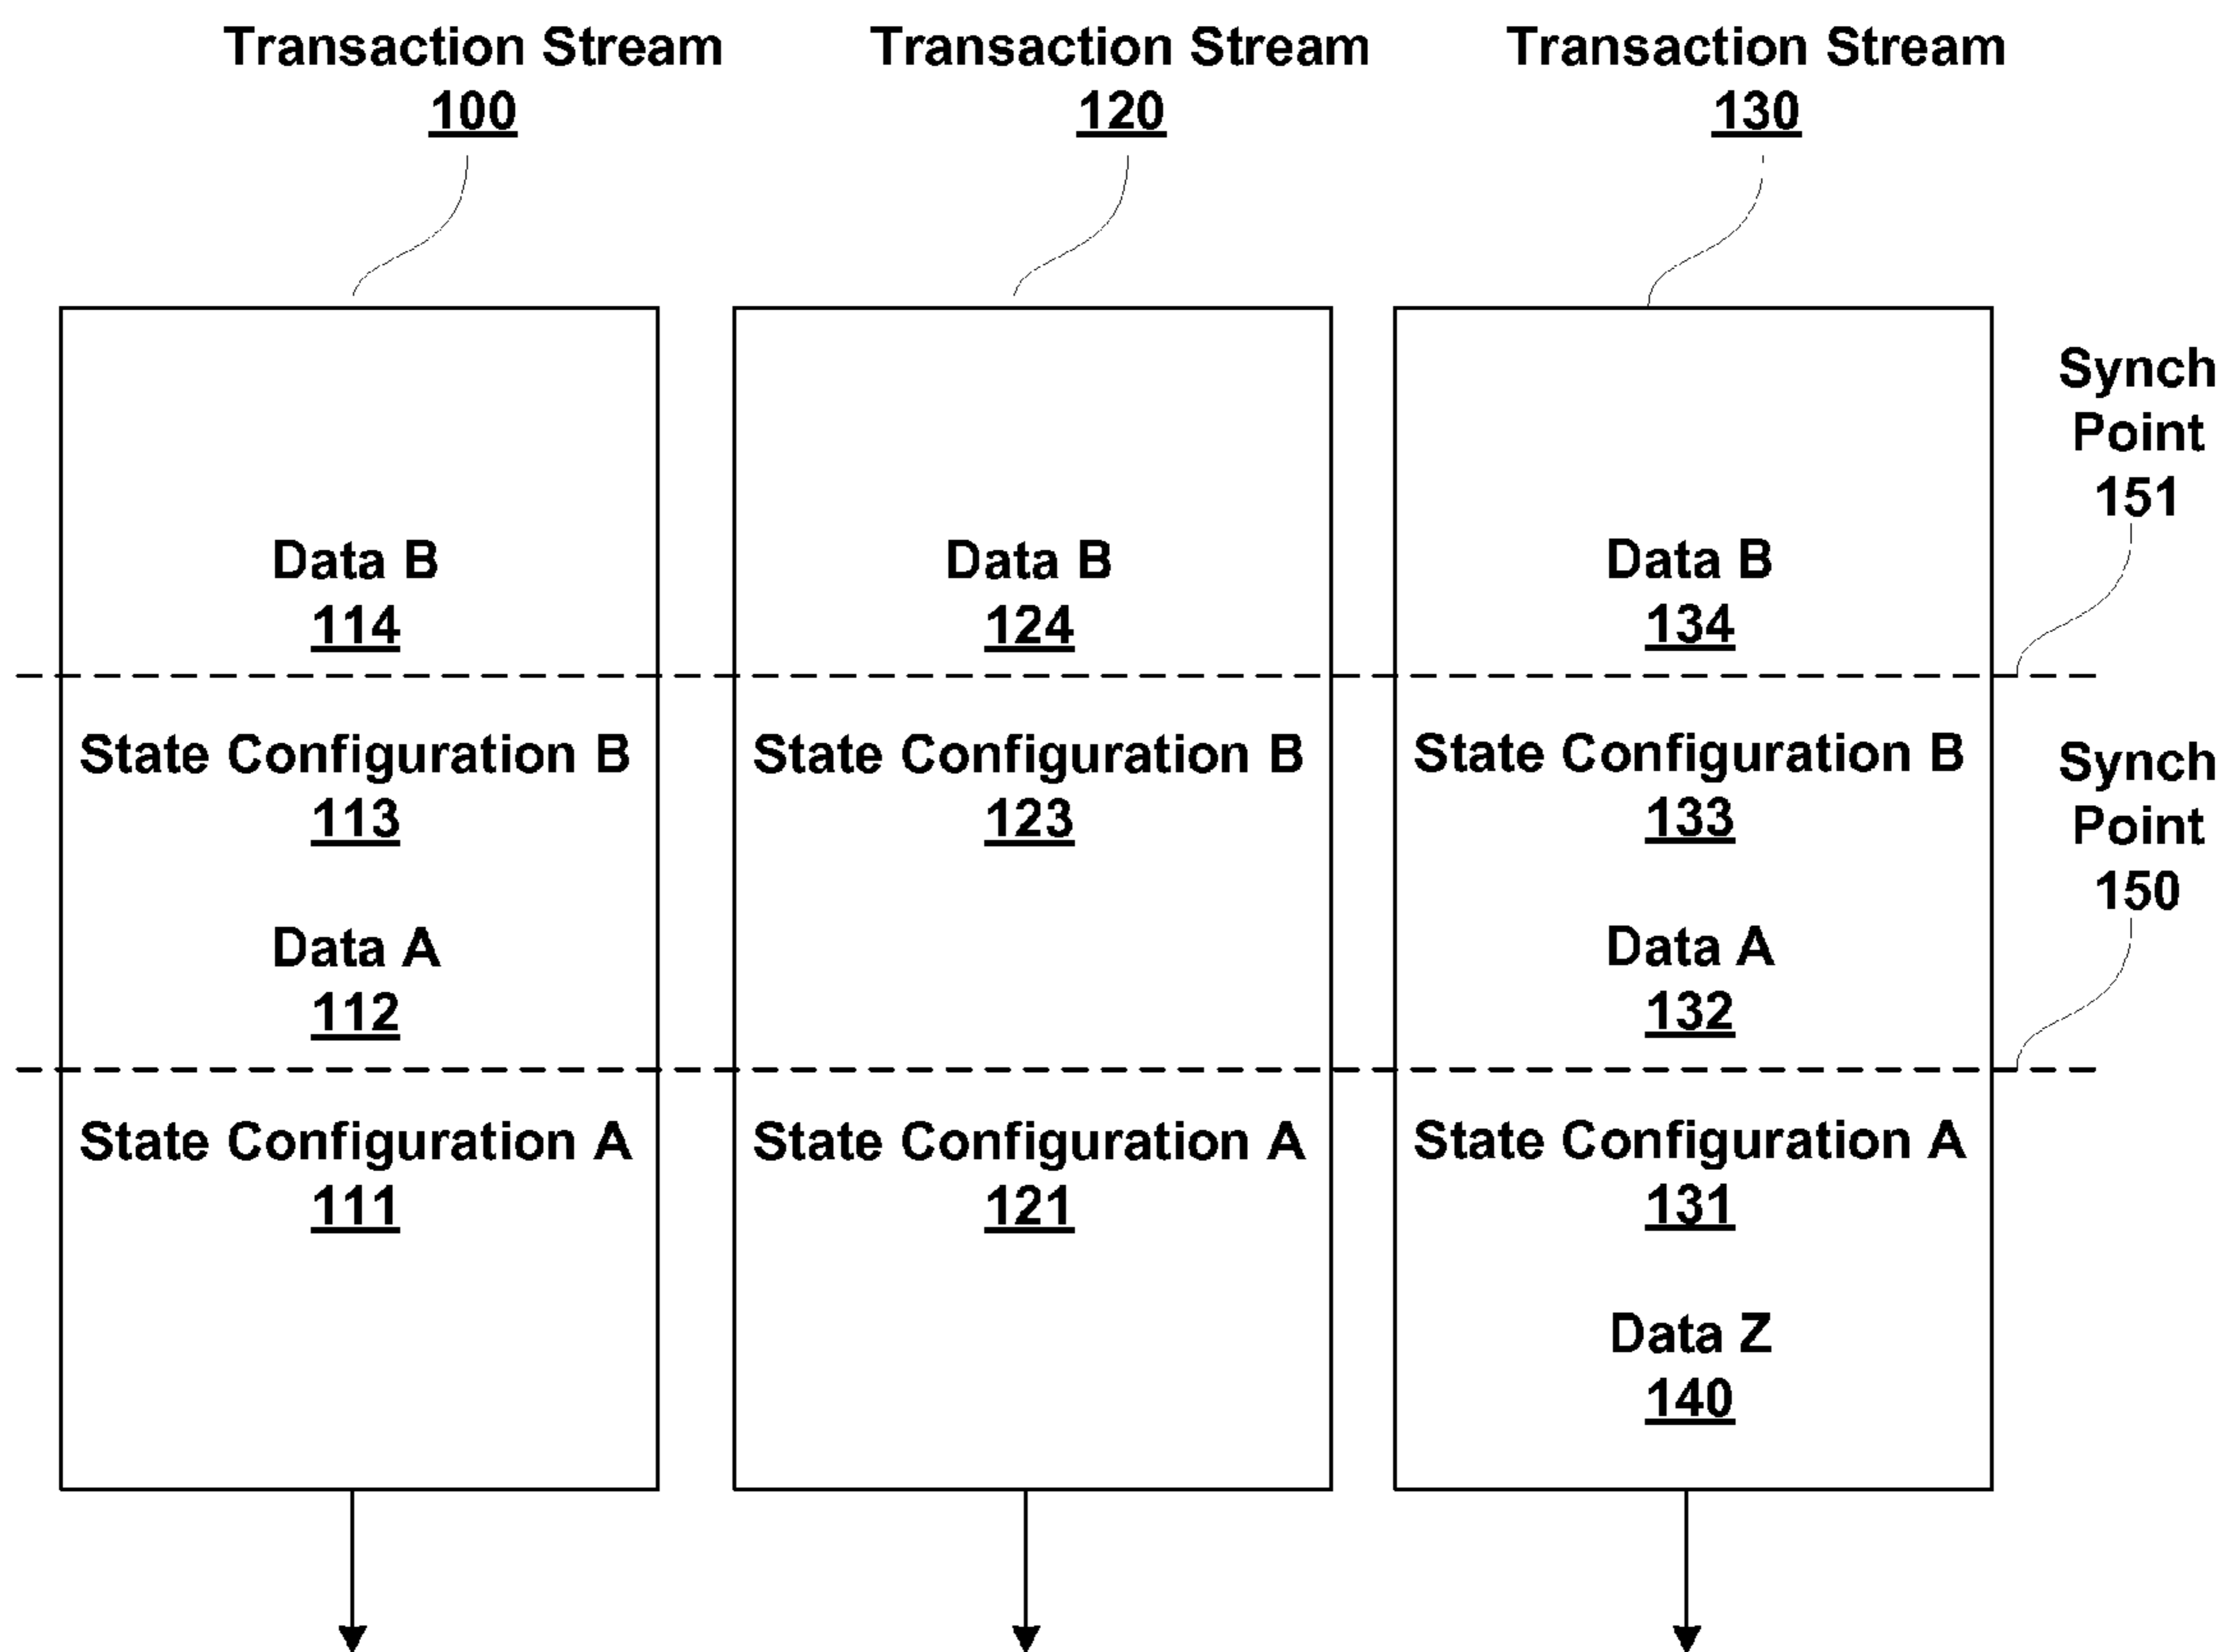 Transaction Stream
100
Transaction Stream
120
Transaction Stream
130
Synch
Point
151
Data B
114
Data B
124
Data B
134
State Configuration B
113
State Configuration B
123
State Configuration B
133
Synch
Point
150
Data A
112
Data A
132
State Configuration A
111
State Configuration A
121
State Configuration A
131
Data Z
140